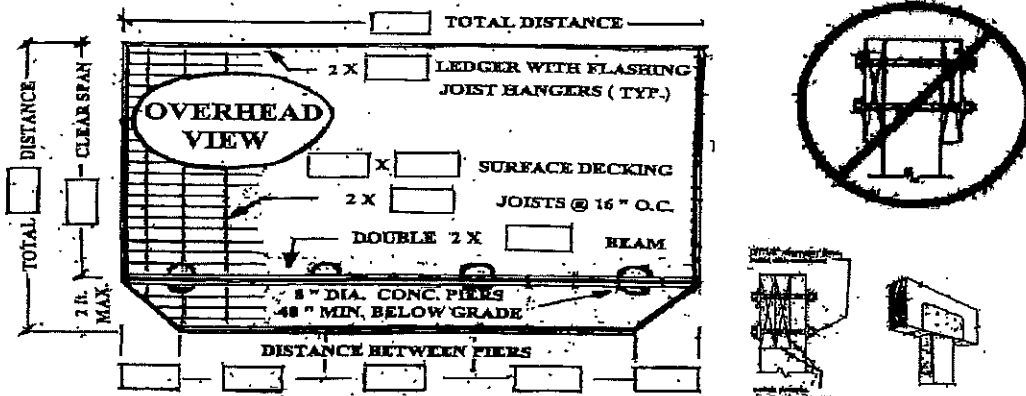 TOTAL DISTANCE
2 X LEDGER WITH FLASHING
JOIST HANGERS ( TYP.)
OVERHEAD
VIEW
X SURFACE DECKING
2 X JOISTS @ 16 " O.C.
DOUBLE 2 X BEAM
8 " DIA. CONC. PIERS
48 " MIN. BELOW GRADE
DISTANCE BETWEEN PIERS
TOTAL DISTANCE
CLEAR SPAN
2 ft.
MAX.